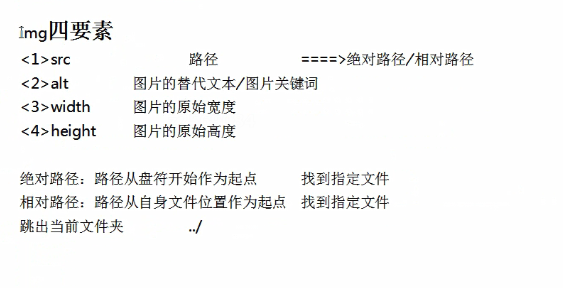 img四要素
<1>src 路径 ====>绝对路径/相对路径
<2>alt 图片的替代文本/图片关键词
<3>width 图片的原始宽度
<4>height 图片的原始高度
绝对路径：路径从盘符开始作为起点 找到指定文件
相对路径：路径从自身文件位置作为起点 找到指定文件
跳出当前文件夹 ../